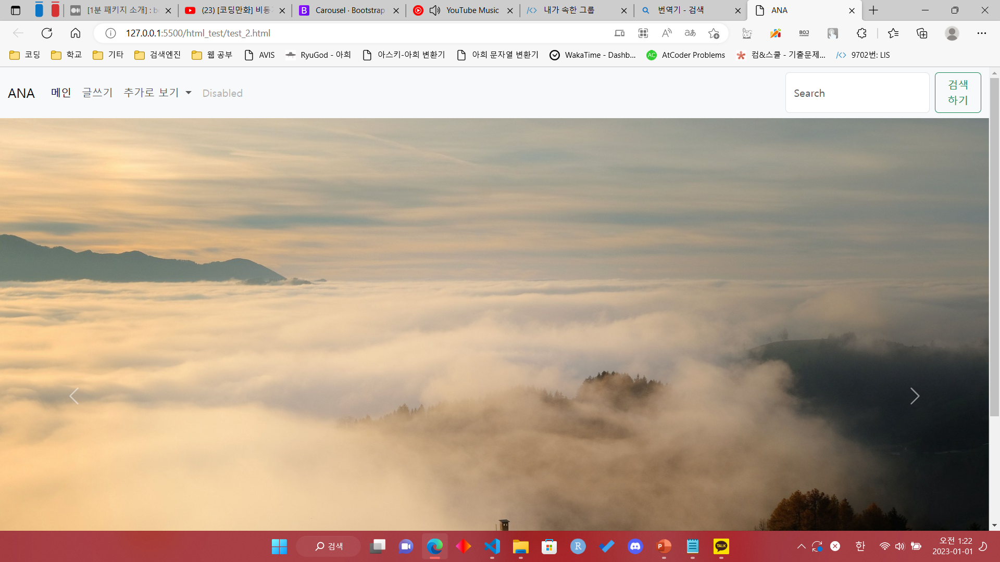 [1분 패키지 소개] : b
(23) [코딩만화] 비동
Carousel · Bootstrap
YouTube Music
내가 속한 그룹
번역기 - 검색
ANA
127.0.0.1:5500/html_test/test_2.html
BOJ
코딩
학교
기타
검색엔진
웹 공부
AVIS
RyuGod - 아희
아스키-아희 변환기
아희 문자열 변환기
WakaTime - Dashb...
AC
AtCoder Problems
컴&스쿨 - 기출문제...
9702번: LIS
ANA
메인
글쓰기
추가로 보기
Disabled
Search
검색
하기
검색
TALK
한
오전 1:22
2023-01-01